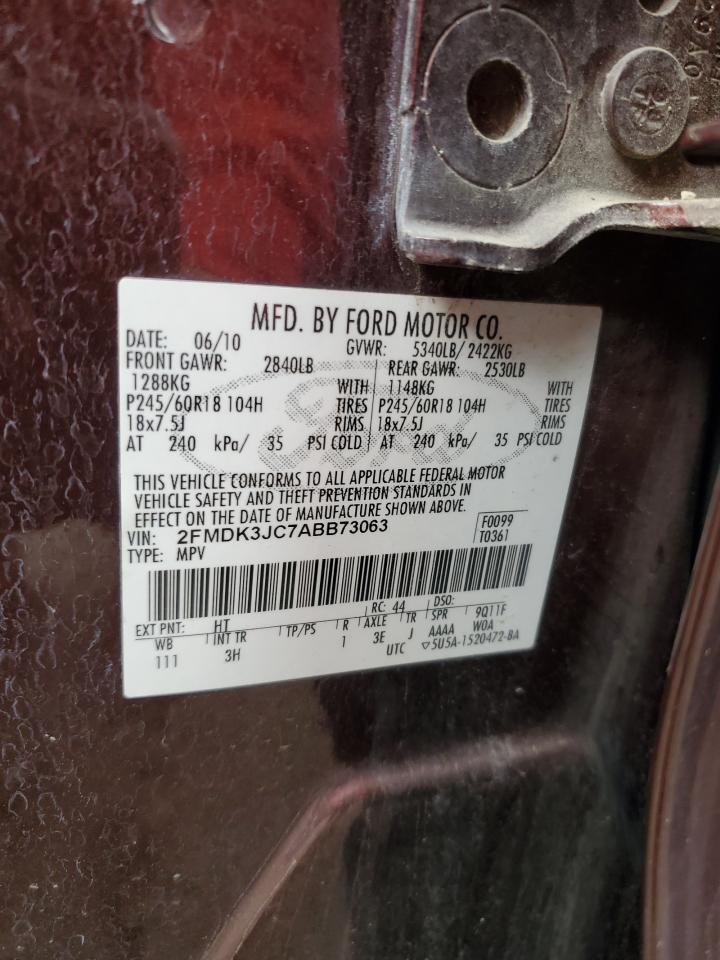 MFD. BY FORD MOTOR CO.
DATE: 06/10 GVWR: 5340LB/ 2422KG
FRONT GAWR: 2840LB REAR GAWR: 2530LB
1288KG WITH 1148KG WITH
P245/60R18 104H TIRES P245/60R18 104H TIRES
18x7.5J RIMS 18x7.5J RIMS
AT 240 kPa/ 35 PSI COLD AT 240 kPa/ 35 PSI COLD
Ford
THIS VEHICLE CONFORMS TO ALL APPLICABLE FEDERAL MOTOR
VEHICLE SAFETY AND THEFT PREVENTION STANDARDS IN
EFFECT ON THE DATE OF MANUFACTURE SHOWN ABOVE.
VIN: 2FMDK3JC7ABB73063 F0099
TYPE: MPV T0361
EXT PNT: HT RC: 44 DSO:
WB INT TR TP/PS R AXLE TR SPR 9Q11F
111 3H 1 3E J AAAA WOA
UTC ▽5U5A-1520472-BA